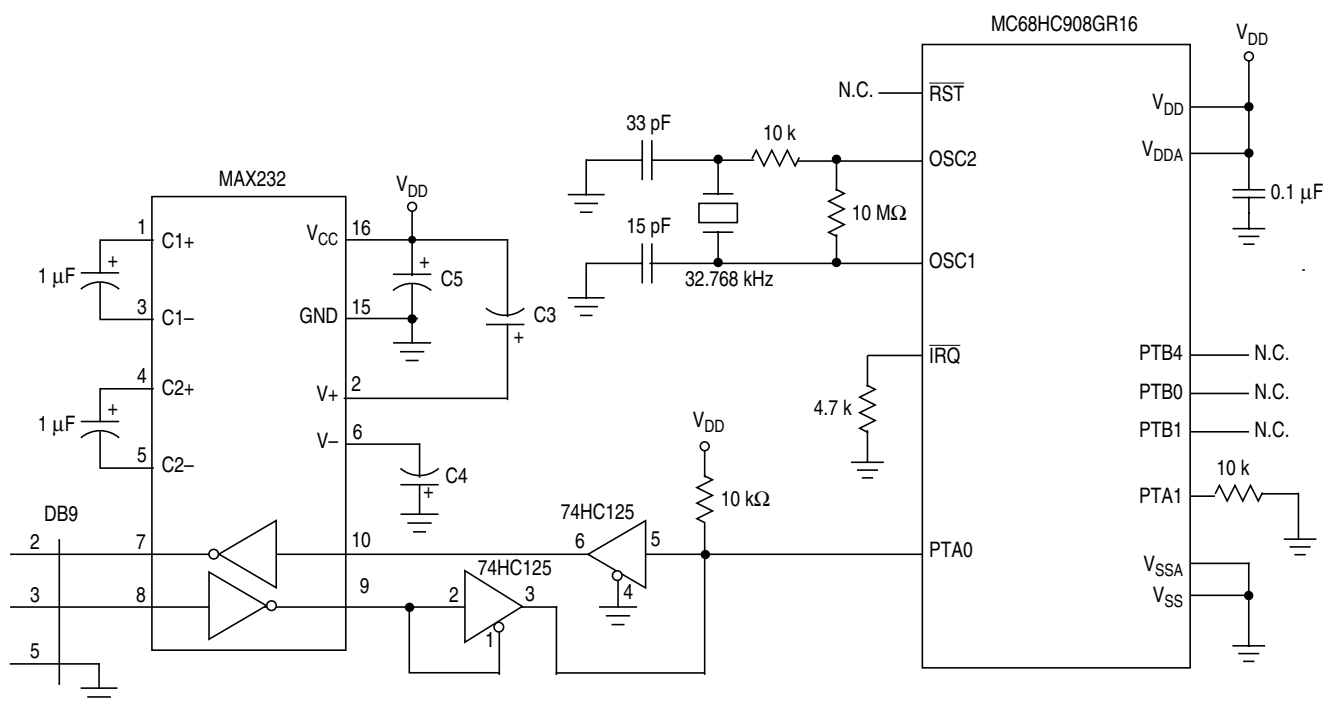 MC68HC908GR16
VDD
N.C.
RST
VDD
33 pF
10 k
OSC2
VDDA
MAX232
VDD
10 MΩ
0.1 µF
1
C1+
VCC
16
15 pF
+
1 µF
+
C5
OSC1
32.768 kHz
3
C1–
GND
15
C3
+
4
C2+
V+
2
IRQ
PTB4
N.C.
+
PTB0
N.C.
1 µF
V–
6
4.7 k
VDD
PTB1
N.C.
5
C2–
C4
+
10 k
PTA1
DB9
74HC125
10 kΩ
2
7
10
6
5
PTA0
4
74HC125
VSSA
3
8
9
2
3
VSS
1
5